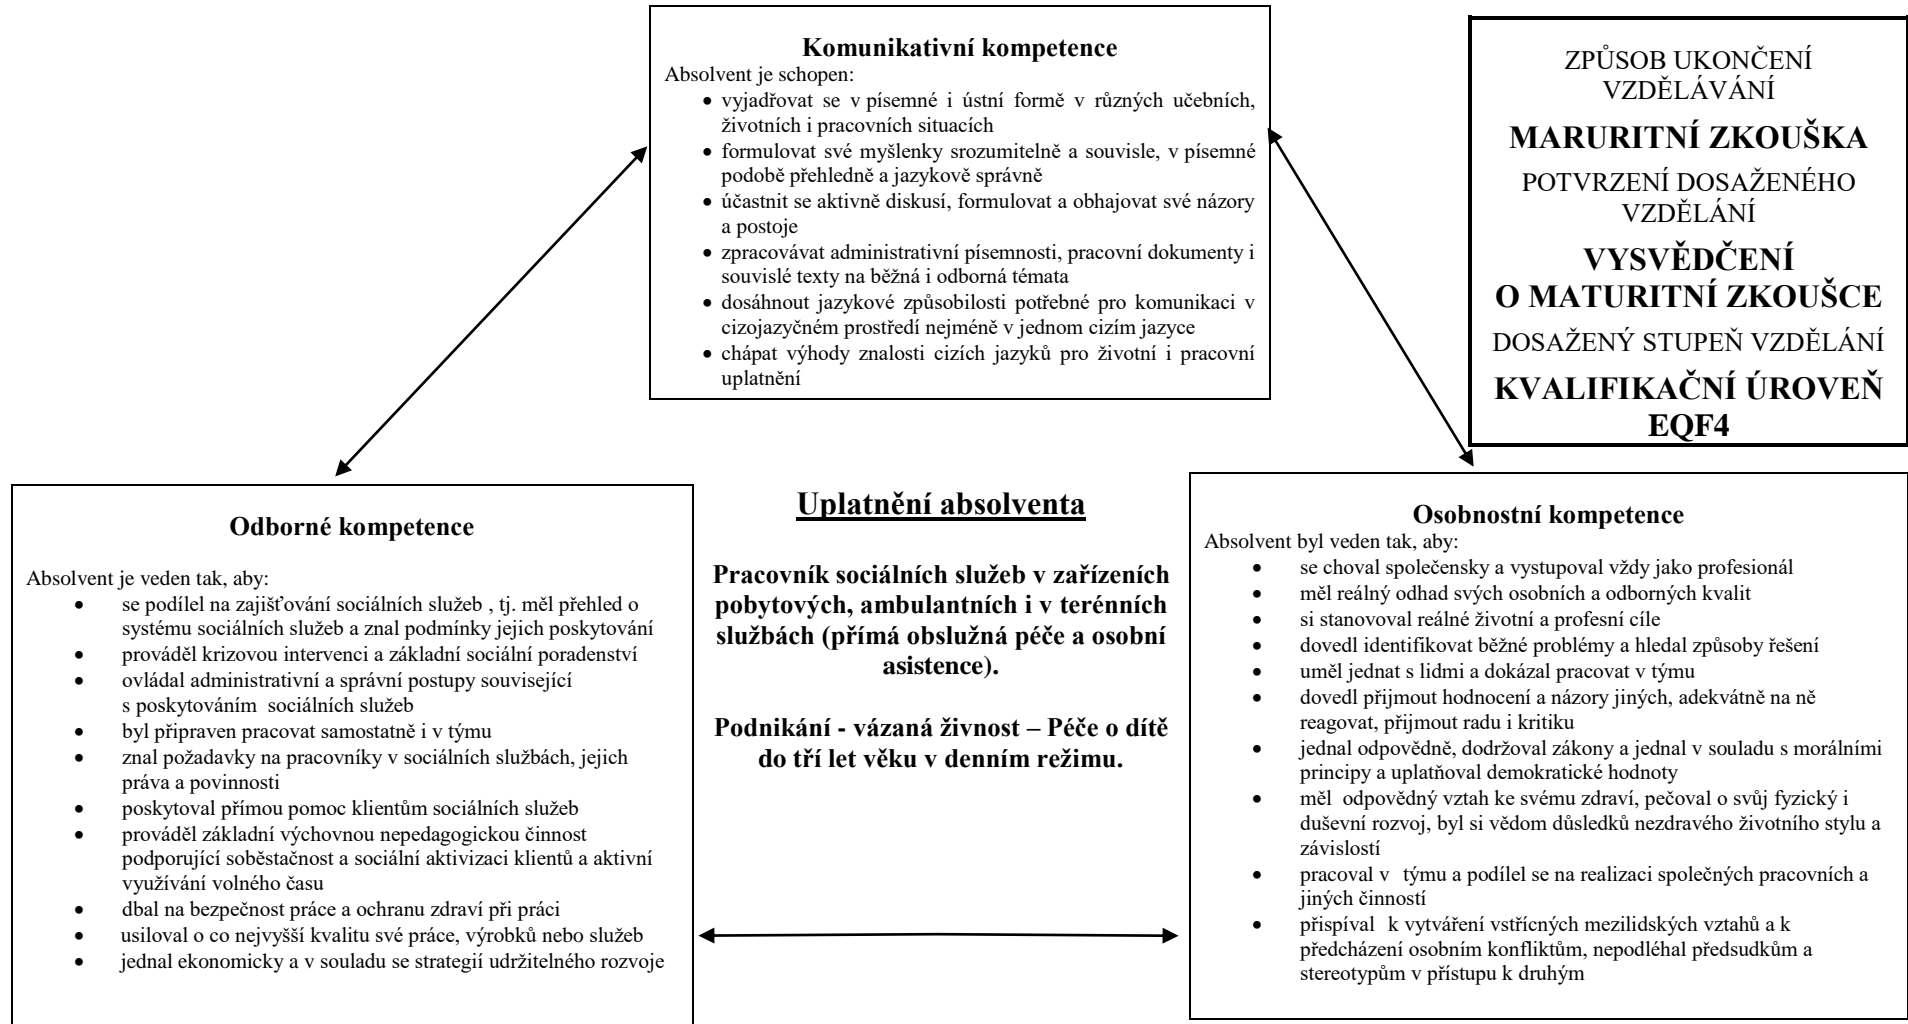 Komunikativní kompetence
Absolvent je schopen:
• vyjadřovat se v písemné i ústní formě v různých učebních,
životních i pracovních situacích
• formulovat své myšlenky srozumitelně a souvisle, v písemné
podobě přehledně a jazykově správně
• účastnit se aktivně diskusí, formulovat a obhajovat své názory
a postoje
• zpracovávat administrativní písemnosti, pracovní dokumenty i
souvislé texty na běžná i odborná témata
• dosáhnout jazykové způsobilosti potřebné pro komunikaci v
cizojazyčném prostředí nejméně v jednom cizím jazyce
• chápat výhody znalosti cizích jazyků pro životní i pracovní
uplatnění
ZPŮSOB UKONČENÍ
VZDĚLÁVÁNÍ
MARURITNÍ ZKOUŠKA
POTVRZENÍ DOSAŽENÉHO
VZDĚLÁNÍ
VYSVĚDČENÍ
O MATURITNÍ ZKOUŠCE
DOSAŽENÝ STUPEŇ VZDĚLÁNÍ
KVALIFIKAČNÍ ÚROVEŇ
EQF4
Odborné kompetence
Absolvent je veden tak, aby:
• se podílel na zajišťování sociálních služeb , tj. měl přehled o
systému sociálních služeb a znal podmínky jejich poskytování
• prováděl krizovou intervenci a základní sociální poradenství
• ovládal administrativní a správní postupy související
s poskytováním sociálních služeb
• byl připraven pracovat samostatně i v týmu
• znal požadavky na pracovníky v sociálních službách, jejich
práva a povinnosti
• poskytoval přímou pomoc klientům sociálních služeb
• prováděl základní výchovnou nepedagogickou činnost
podporující soběstačnost a sociální aktivizaci klientů a aktivní
využívání volného času
• dbal na bezpečnost práce a ochranu zdraví při práci
• usiloval o co nejvyšší kvalitu své práce, výrobků nebo služeb
• jednal ekonomicky a v souladu se strategií udržitelného rozvoje
Uplatnění absolventa
Pracovník sociálních služeb v zařízeních
pobytových, ambulantních i v terénních
službách (přímá obslužná péče a osobní
asistence).
Podnikání - vázaná živnost – Péče o dítě
do tří let věku v denním režimu.
Osobnostní kompetence
Absolvent byl veden tak, aby:
• se choval společensky a vystupoval vždy jako profesionál
• měl reálný odhad svých osobních a odborných kvalit
• si stanovoval reálné životní a profesní cíle
• dovedl identifikovat běžné problémy a hledal způsoby řešení
• uměl jednat s lidmi a dokázal pracovat v týmu
• dovedl přijmout hodnocení a názory jiných, adekvátně na ně
reagovat, přijmout radu i kritiku
• jednal odpovědně, dodržoval zákony a jednal v souladu s morálními
principy a uplatňoval demokratické hodnoty
• měl odpovědný vztah ke svému zdraví, pečoval o svůj fyzický i
duševní rozvoj, byl si vědom důsledků nezdravého životního stylu a
závislostí
• pracoval v týmu a podílel se na realizaci společných pracovních a
jiných činností
• přispíval k vytváření vstřícných mezilidských vztahů a k
předcházení osobním konfliktům, nepodléhal předsudkům a
stereotypům v přístupu k druhým